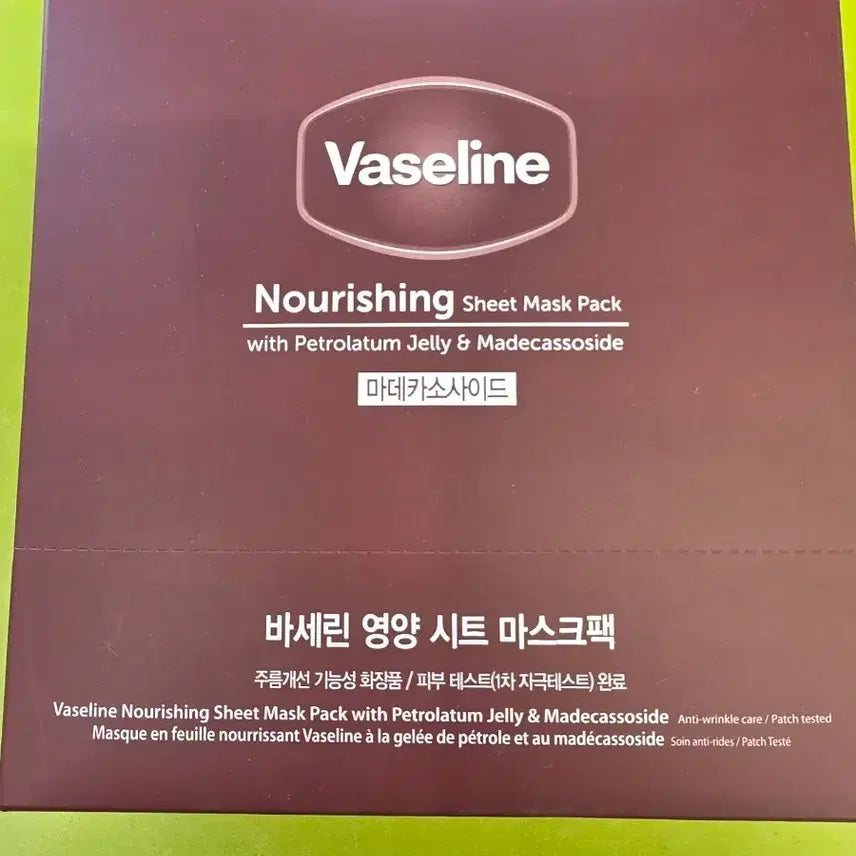 Vaseline
Nourishing Sheet Mask Pack
with Petrolatum Jelly & Madecassoside
마데카소사이드
바세린 영양 시트 마스크팩
주름개선 기능성 화장품 / 피부 테스트(1차 자극테스트) 완료
Vaseline Nourishing Sheet Mask Pack with Petrolatum Jelly & Madecassoside Anti-wrinkle care / Patch tested
Masque en feuille nourrissant Vaseline à la gelée de pétrole et au madécassoside Soin anti-rides / Patch Testé